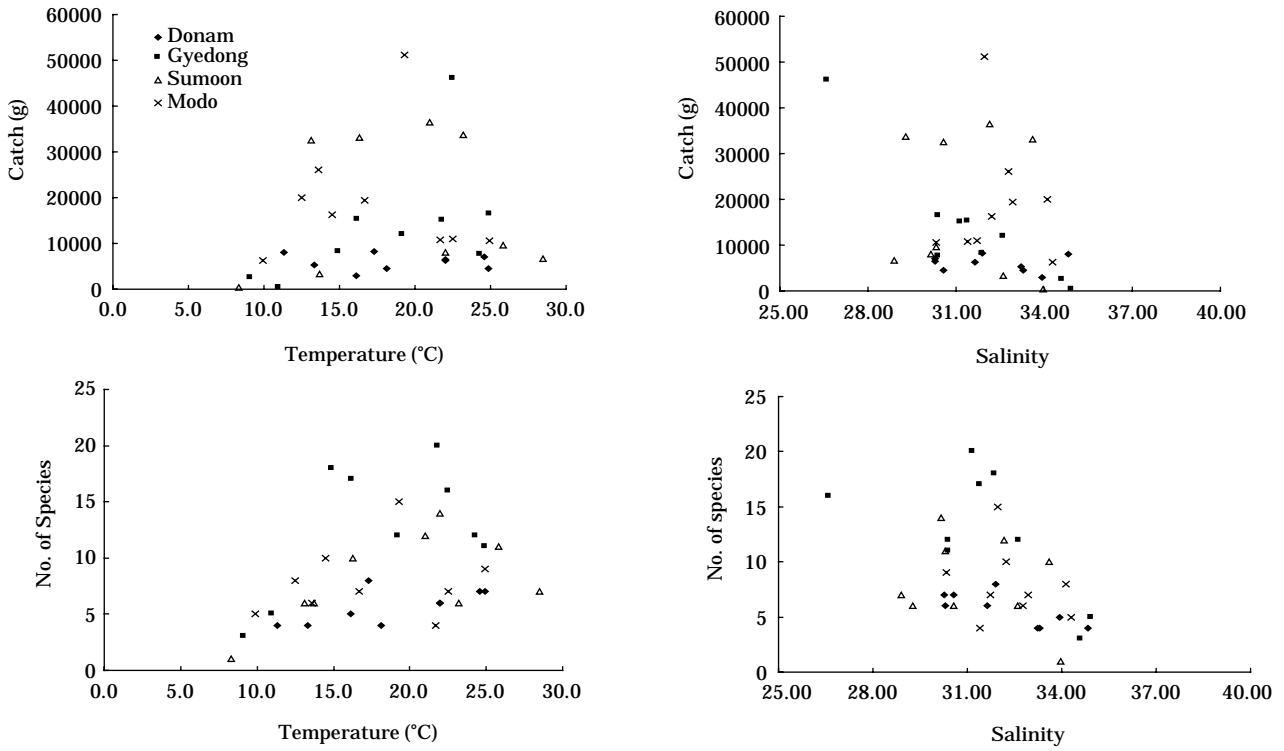 60000
50000
40000
30000
20000
10000
0
Catch (g)
Donam
Gyedong
Sumoon
Modo
0.0 5.0 10.0 15.0 20.0 25.0 30.0
Temperature (°C)
60000
50000
40000
30000
20000
10000
0
Catch (g)
25.00 28.00 31.00 34.00 37.00 40.00
Salinity
25
20
15
10
5
0
No. of Species
0.0 5.0 10.0 15.0 20.0 25.0 30.0
Temperature (°C)
25
20
15
10
5
0
No. of species
25.00 28.00 31.00 34.00 37.00 40.00
Salinity